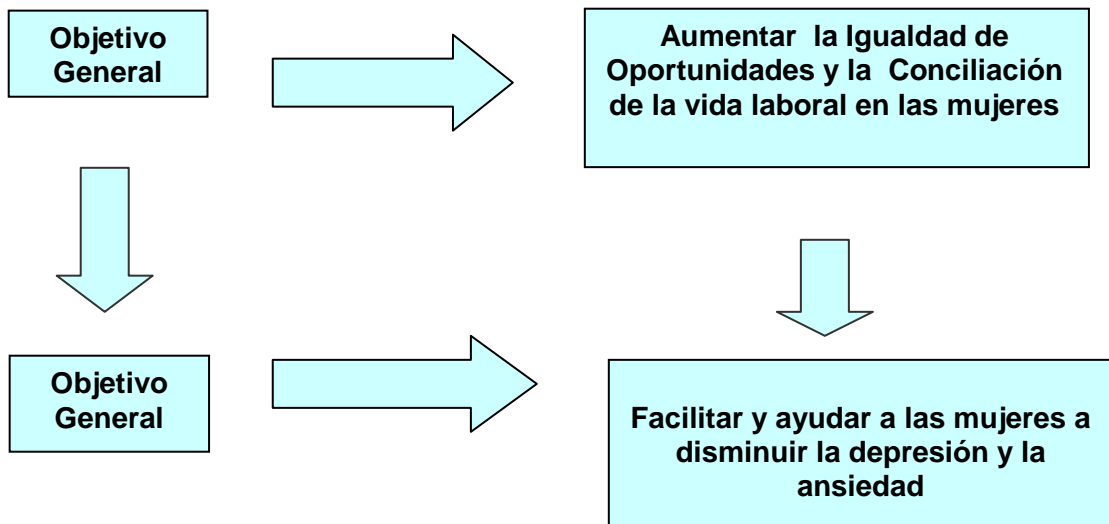 Objetivo
General
Aumentar la Igualdad de
Oportunidades y la Conciliación
de la vida laboral en las mujeres
Objetivo
General
Facilitar y ayudar a las mujeres a
disminuir la depresión y la
ansiedad